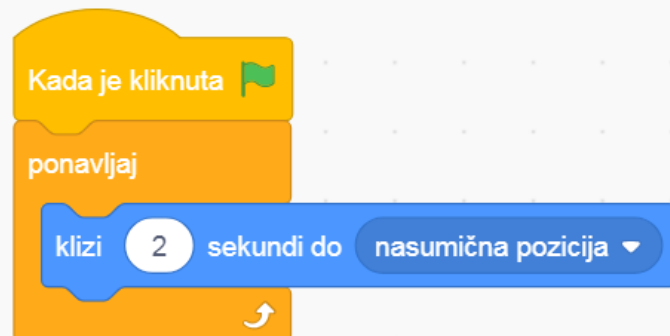 Kada je kliknuta
ponavljaj
klizi 2 sekundi do nasumična pozicija